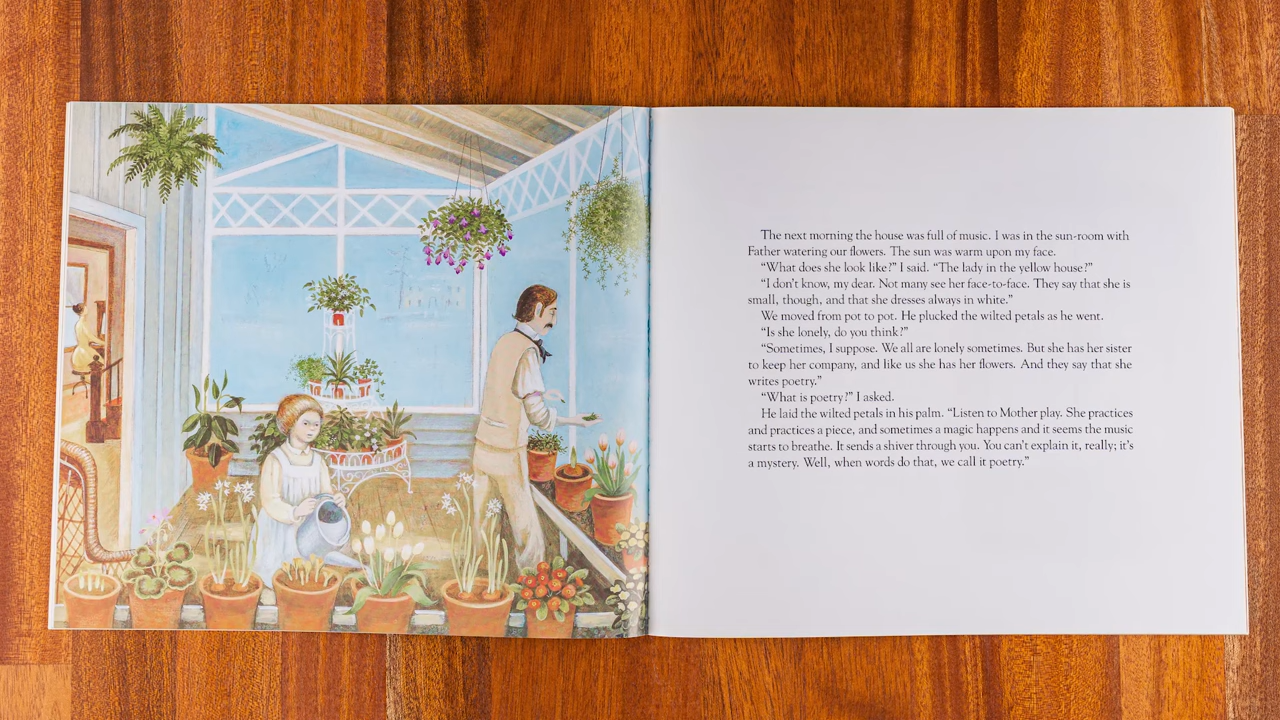 The next morning the house was full of music. I was in the sun-room with
Father watering our flowers. The sun was warm upon my face.
“What does she look like?” I said. “The lady in the yellow house?”
“I don’t know, my dear. Not many see her face-to-face. They say that she is
small, though, and that she dresses always in white.”
We moved from pot to pot. He plucked the wilted petals as he went.
“Is she lonely, do you think?”
“Sometimes, I suppose. We all are lonely sometimes. But she has her sister
to keep her company, and like us she has her flowers. And they say that she
writes poetry.”
“What is poetry?” I asked.
He laid the wilted petals in his palm. “Listen to Mother play. She practices
and practices a piece, and sometimes a magic happens and it seems the music
starts to breathe. It sends a shiver through you. You can’t explain it, really; it’s
a mystery. Well, when words do that, we call it poetry.”